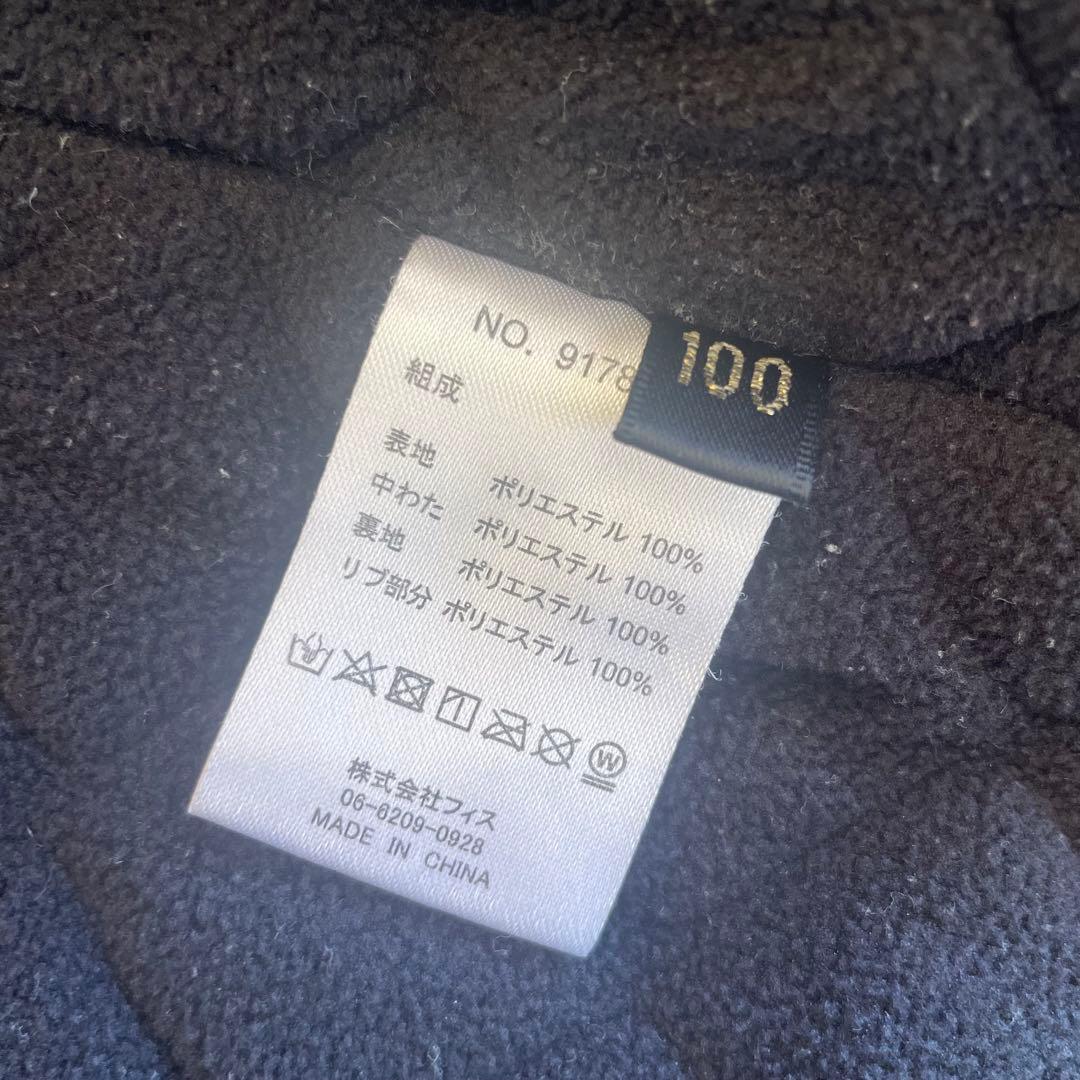 NO. 9178
100
組成
表地 ポリエステル 100%
中わた ポリエステル 100%
裏地 ポリエステル 100%
リブ部分 ポリエステル 100%
W
株式会社フィス
06-6209-0928
MADE IN CHINA